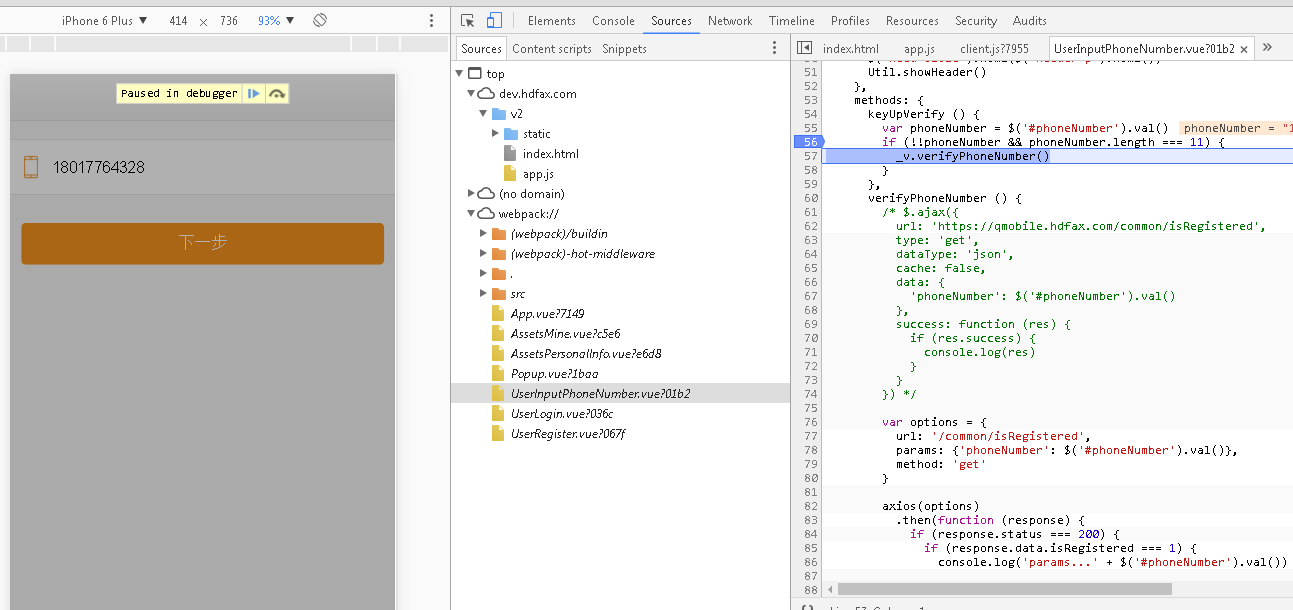 iPhone 6 Plus ▼ 414 × 736 93% ▼
Elements Console Sources Network Timeline Profiles Resources Security Audits
Sources Content scripts Snippets
index.html app.js client.js?7955 UserInputPhoneNumber.vue?01b2 × »
Paused in debugger
18017764328
下一步
top
dev.hdfax.com
v2
static
index.html
app.js
(no domain)
webpack://
(webpack)/buildin
(webpack)-hot-middleware
.
src
App.vue?7149
AssetsMine.vue?c5e6
AssetsPersonalInfo.vue?e6d8
Popup.vue?1baa
UserInputPhoneNumber.vue?01b2
UserLogin.vue?036c
UserRegister.vue?067f
51 Util.showHeader()
52 },
53 methods: {
54 keyUpVerify () {
55 var phoneNumber = $('#phoneNumber').val() phoneNumber = "1
56 if (!!phoneNumber && phoneNumber.length === 11) {
57 _v.verifyPhoneNumber()
58 }
59 },
60 verifyPhoneNumber () {
61 /* $.ajax({
62 url: 'https://qmobile.hdfax.com/common/isRegistered',
63 type: 'get',
64 dataType: 'json',
65 cache: false,
66 data: {
67 'phoneNumber': $('#phoneNumber').val()
68 },
69 success: function (res) {
70 if (res.success) {
71 console.log(res)
72 }
73 }
74 }) */
75
76 var options = {
77 url: '/common/isRegistered',
78 params: {'phoneNumber': $('#phoneNumber').val()},
79 method: 'get'
80 }
81
82 axios(options)
83 .then(function (response) {
84 if (response.status === 200) {
85 if (response.data.isRegistered === 1) {
86 console.log('params...' + $('#phoneNumber').val())
87
88